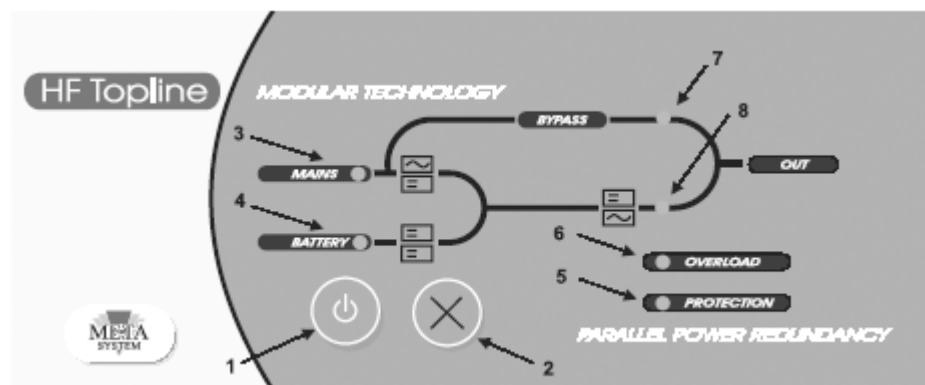 7
HF Topline
MODULAR TECHNOLOGY
8
3
BYPASS
MAINS
OUT
4
BATTERY
6
OVERLOAD
5
PROTECTION
META
SYSTEM
PARALLEL POWER REDUNDANCY
1
2